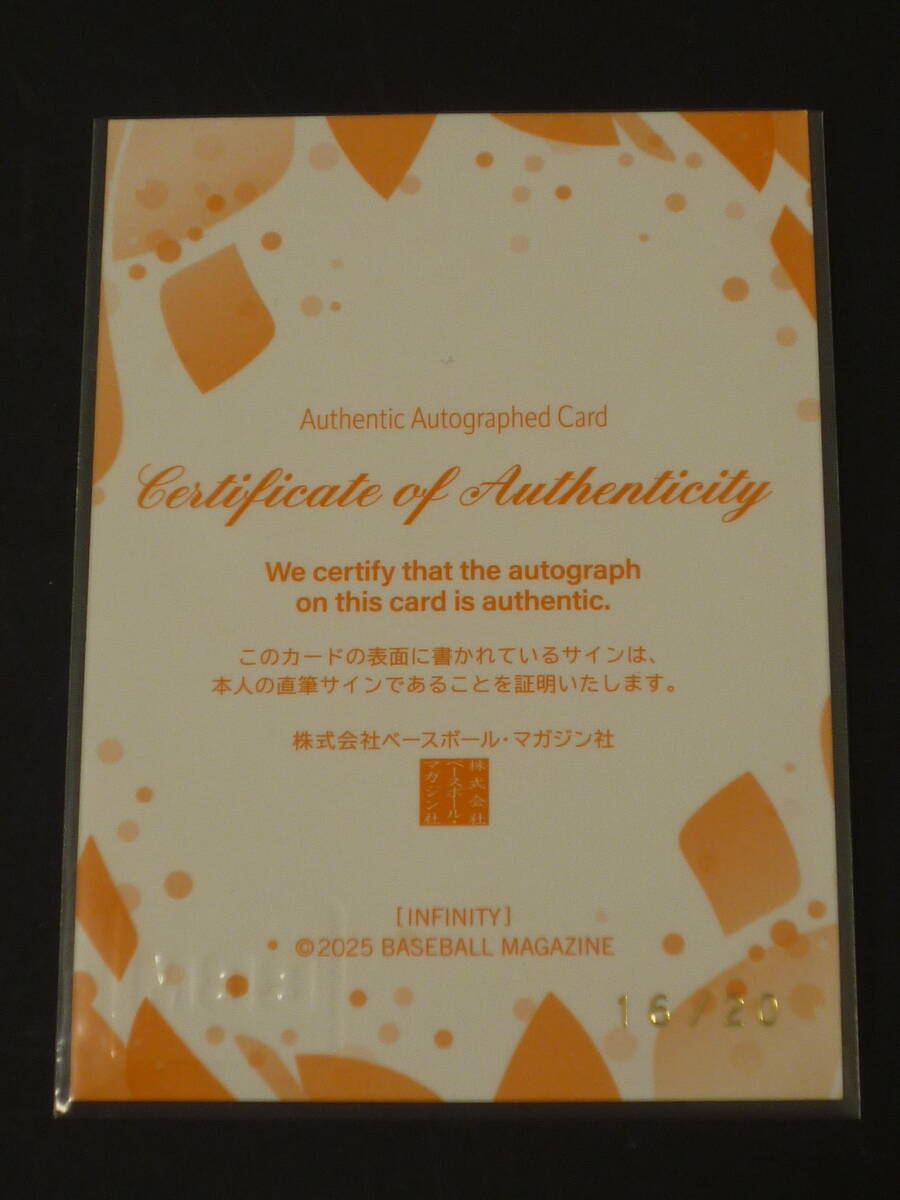 Authentic Autographed Card
Certificate of Authenticity
We certify that the autograph
on this card is authentic.
このカードの表面に書かれているサインは、
本人の直筆サインであることを証明いたします。
株式会社ベースボール・マガジン社
株式会社
ベースボール・
マガジン社
[INFINITY]
©2025 BASEBALL MAGAZINE
16/20